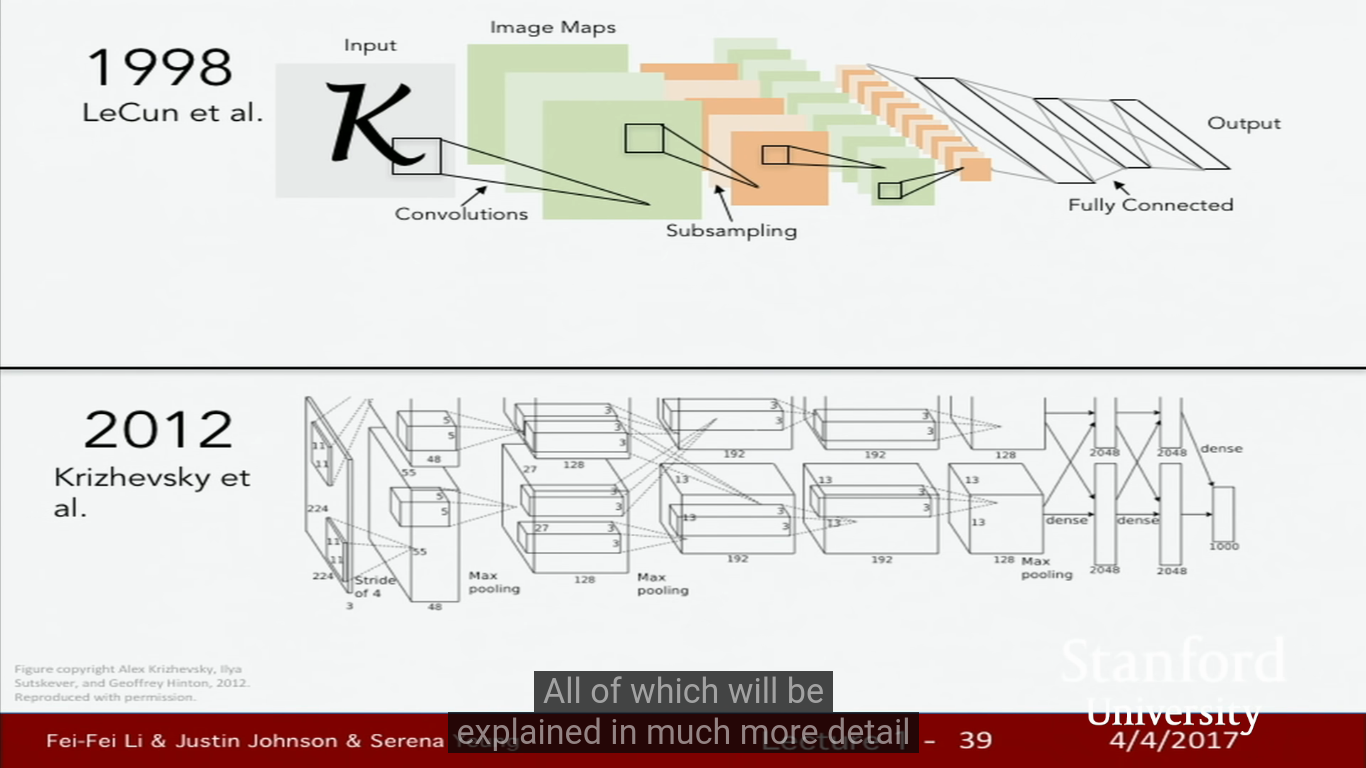 1998
LeCun et al.
Input
K
Image Maps
Convolutions
Subsampling
Fully Connected
Output
2012
Krizhevsky et
al.
11
11
224
11
11
224
3
Stride
of 4
55
5
5
48
5
5
55
48
Max
pooling
27
128
3
3
3
3
27
3
3
128
Max
pooling
3
3
192
13
13
3
3
192
3
3
192
13
13
3
192
128
13
13
128
Max
pooling
2048
2048
dense
dense
dense
2048
2048
1000
Figure copyright Alex Krizhevsky, Ilya
Sutskever, and Geoffrey Hinton, 2012.
Reproduced with permission.
Stanford
University
All of which will be
explained in much more detail
Fei-Fei Li & Justin Johnson & Serena Young
Lecture 1 - 39
4/4/2017